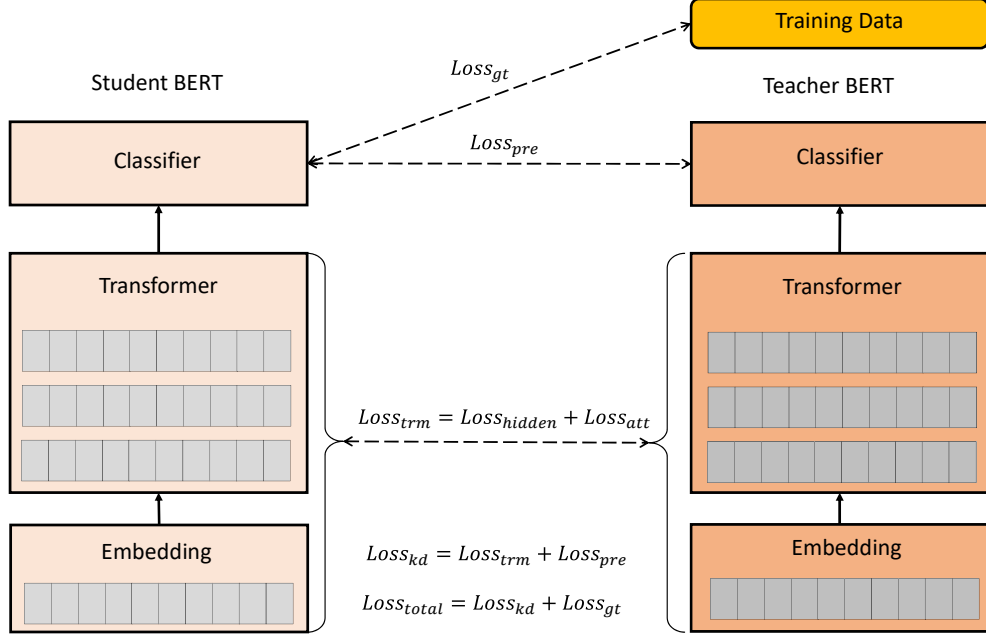 Training Data
Loss_gt
Student BERT
Teacher BERT
Loss_pre
Classifier
Classifier
Transformer
Transformer
Loss_trm = Loss_hidden + Loss_att
Embedding
Embedding
Loss_kd = Loss_trm + Loss_pre
Loss_total = Loss_kd + Loss_gt